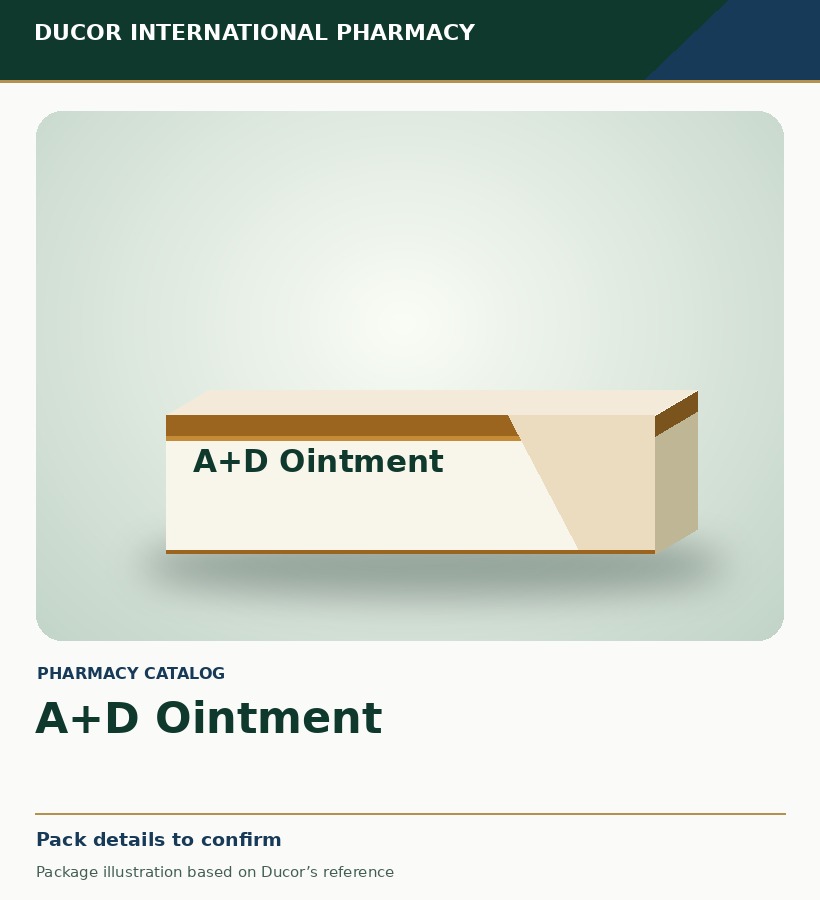 DUCOR INTERNATIONAL PHARMACY
A+D Ointment
PHARMACY CATALOG
A+D Ointment
Pack details to confirm
Package illustration based on Ducor’s reference